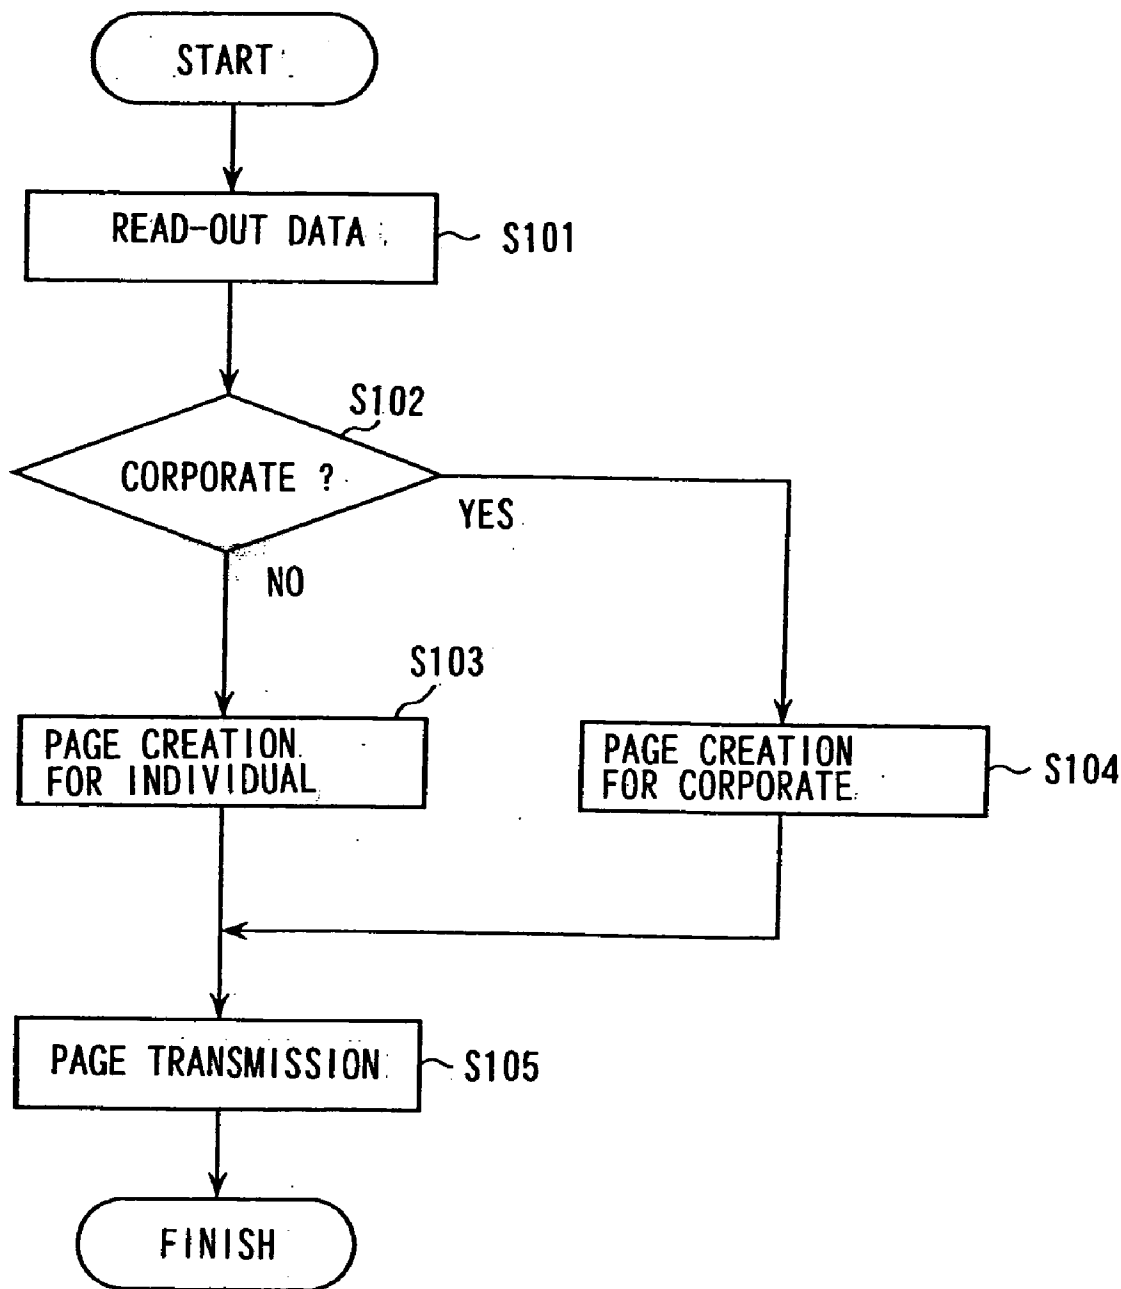 START
READ-OUT DATA
S101
S102
CORPORATE ?
YES
NO
S103
PAGE CREATION
FOR INDIVIDUAL
PAGE CREATION
FOR CORPORATE
S104
PAGE TRANSMISSION
S105
FINISH